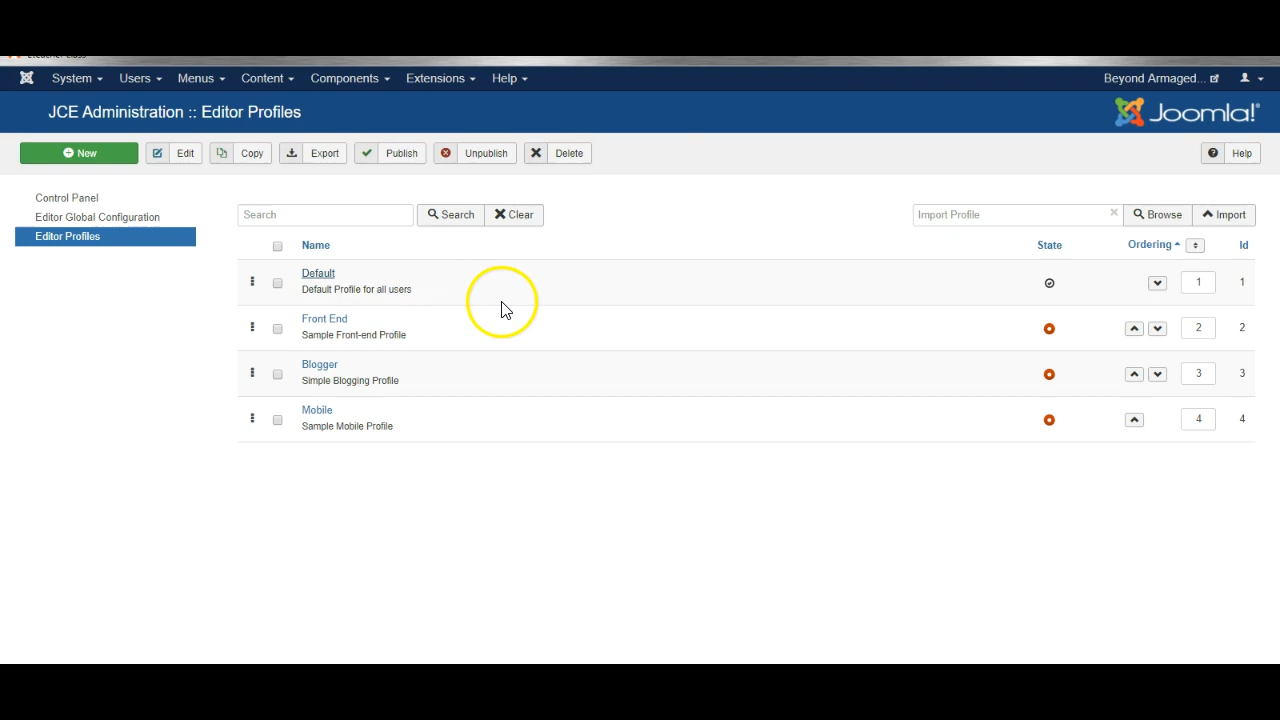 System Users Menus Content Components Extensions Help Beyond Armaged...
JCE Administration :: Editor Profiles Joomla!®
New Edit Copy Export Publish Unpublish Delete Help
Control Panel
Editor Global Configuration
Editor Profiles
Search Search Clear Import Profile Browse Import
Name State Ordering Id
Default 1 1
Default Profile for all users
Front End 2 2
Sample Front-end Profile
Blogger 3 3
Simple Blogging Profile
Mobile 4 4
Sample Mobile Profile